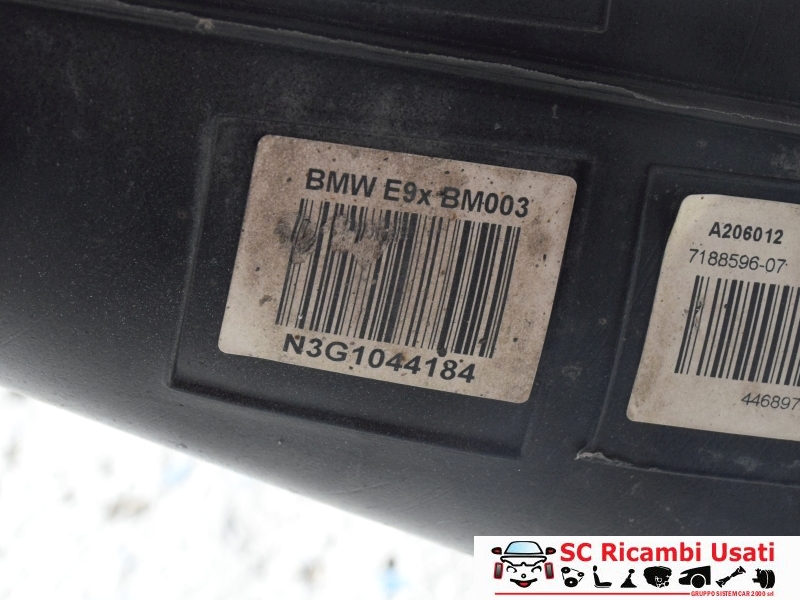 BMW E9x BM003
N3G1044184
A206012
7188596-07
446897
SC Ricambi Usati
GRUPPO SISTEMCAR 2000 srl